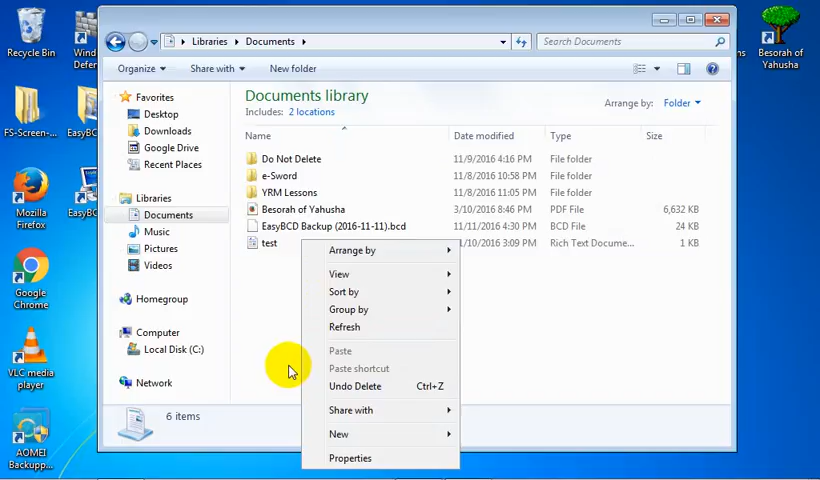 Recycle Bin
Wind
Defen
ns
Besorah of
Yahusha
FS-Screen-...
EasyBC
Mozilla
Firefox
EasyBC
Google
Chrome
VLC media
player
AOMEI
Backupp...
Libraries
Documents
Search Documents
Organize
Share with
New folder
Favorites
Desktop
Downloads
Google Drive
Recent Places
Libraries
Documents
Music
Pictures
Videos
Homegroup
Computer
Local Disk (C:)
Network
Documents library
Includes: 2 locations
Arrange by: Folder
Name Date modified Type Size
Do Not Delete 11/9/2016 4:16 PM File folder
e-Sword 11/8/2016 10:58 PM File folder
YRM Lessons 11/8/2016 11:05 PM File folder
Besorah of Yahusha 3/10/2016 8:46 PM PDF File 6,632 KB
EasyBCD Backup (2016-11-11).bcd 11/11/2016 4:30 PM BCD File 24 KB
test 1/10/2016 3:09 PM Rich Text Docume... 1 KB
Arrange by
View
Sort by
Group by
Refresh
Paste
Paste shortcut
Undo Delete Ctrl+Z
Share with
New
Properties
6 items